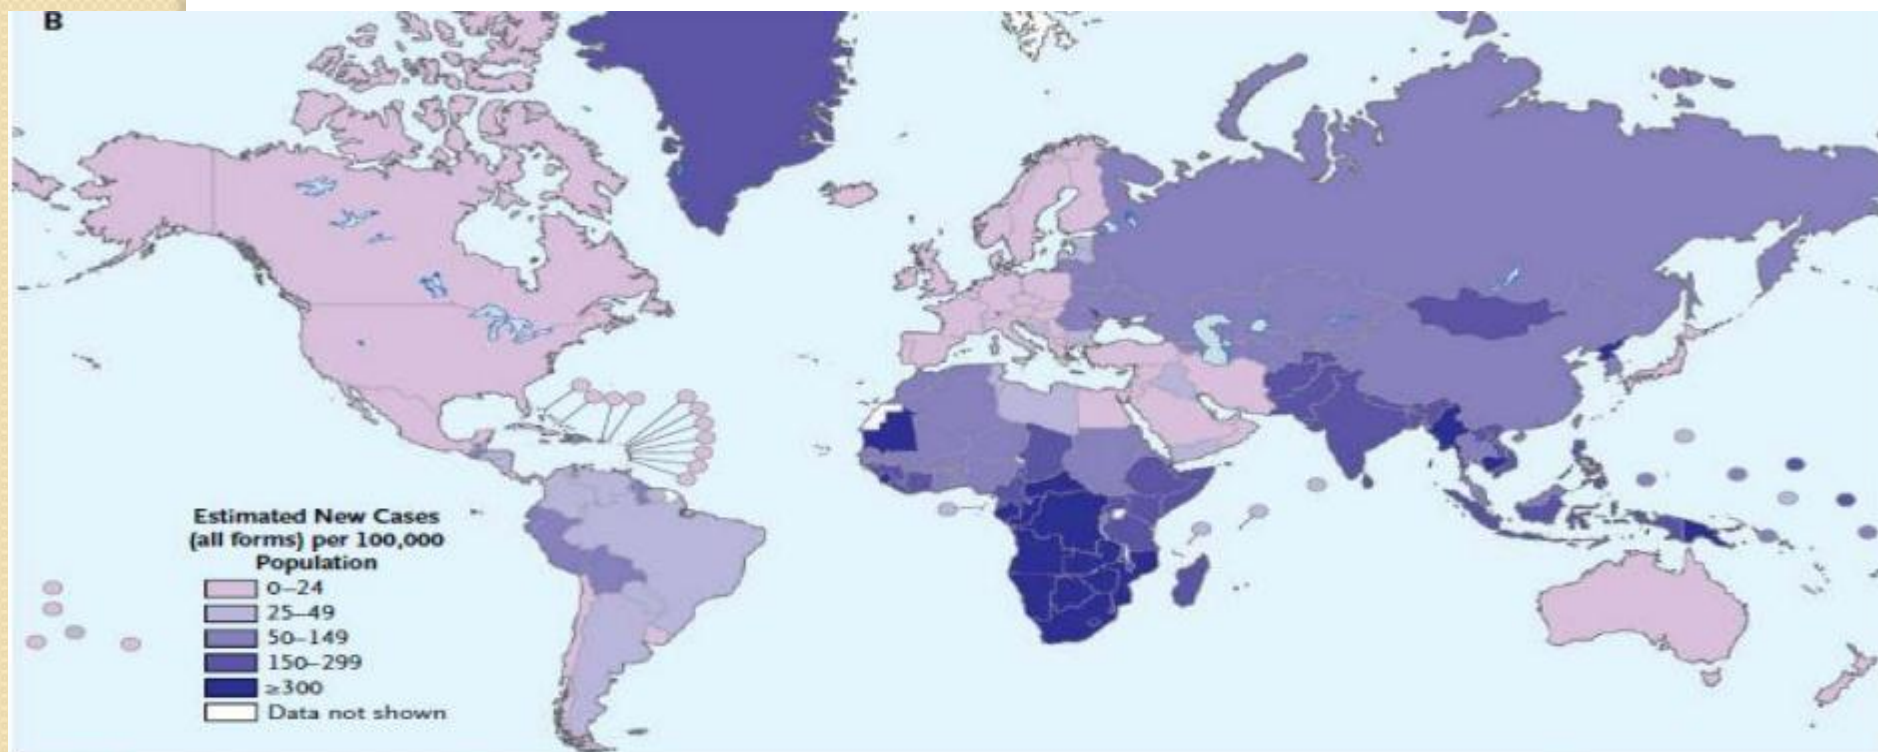 B
Estimated New Cases
(all forms) per 100,000
Population
0–24
25–49
50–149
150–299
≥300
Data not shown